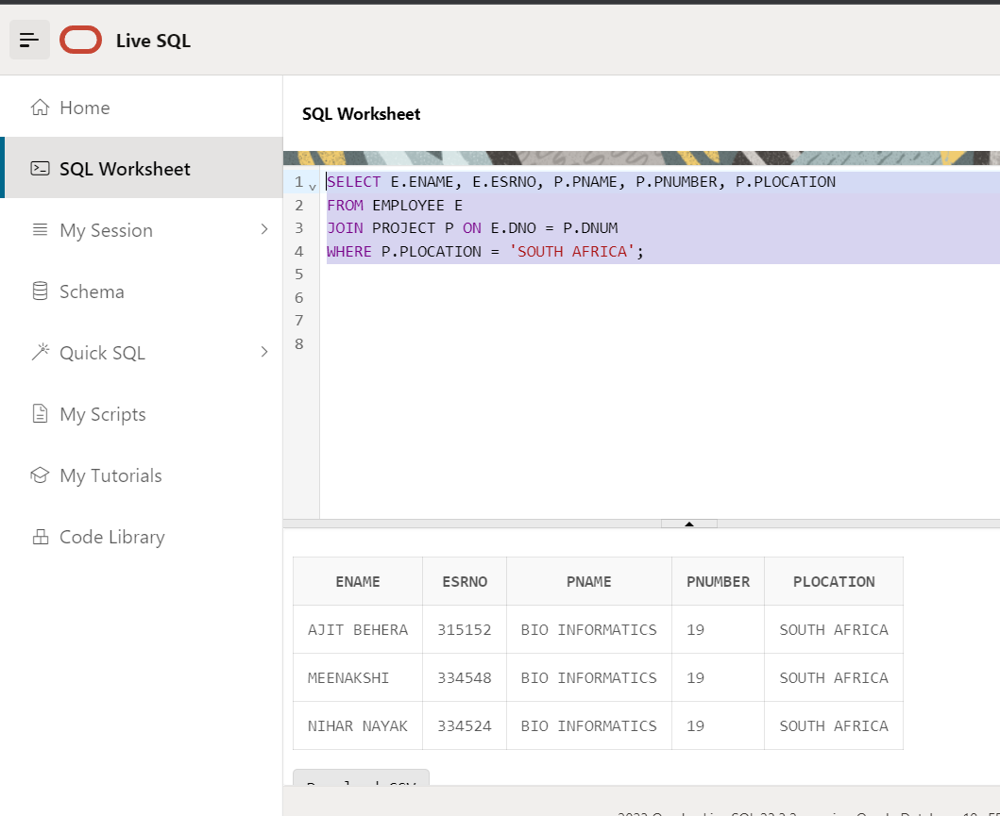 Live SQL
Home
SQL Worksheet
My Session
Schema
Quick SQL
My Scripts
My Tutorials
Code Library
SQL Worksheet
1 SELECT E.ENAME, E.ESRNO, P.PNAME, P.PNUMBER, P.PLOCATION
2 FROM EMPLOYEE E
3 JOIN PROJECT P ON E.DNO = P.DNUM
4 WHERE P.PLOCATION = 'SOUTH AFRICA';
5
6
7
8
ENAME ESRNO PNAME PNUMBER PLOCATION
AJIT BEHERA 315152 BIO INFORMATICS 19 SOUTH AFRICA
MEENAKSHI 334548 BIO INFORMATICS 19 SOUTH AFRICA
NIHAR NAYAK 334524 BIO INFORMATICS 19 SOUTH AFRICA
Download CSV